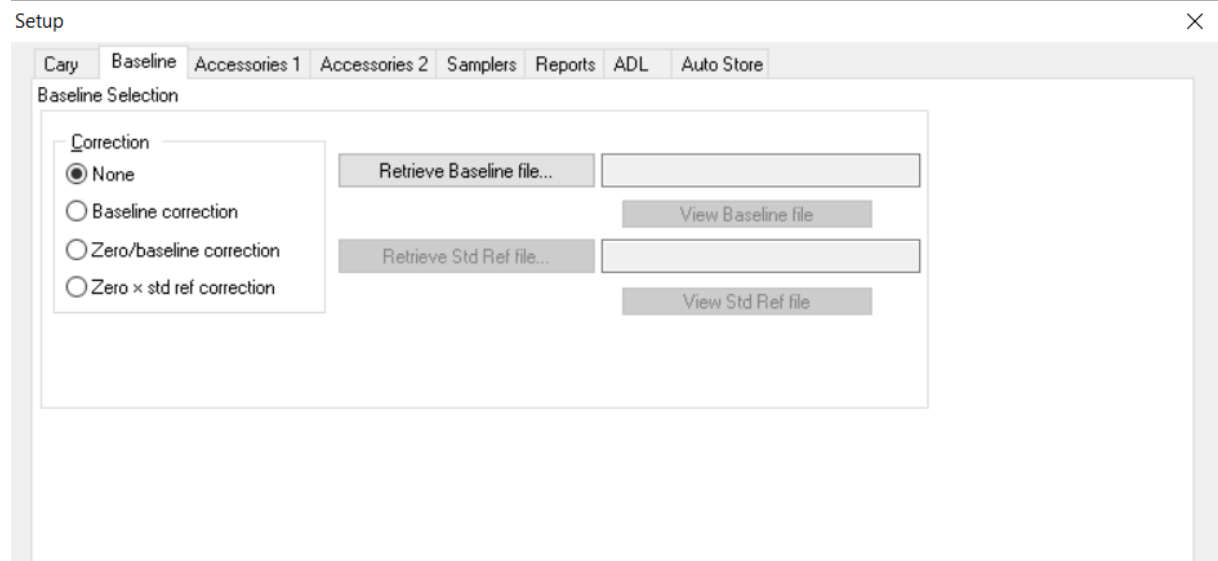 Setup
Cary Baseline Accessories 1 Accessories 2 Samplers Reports ADL Auto Store
Baseline Selection
Correction
None
Retrieve Baseline file...
Baseline correction
View Baseline file
Zero/baseline correction
Retrieve Std Ref file...
Zero × std ref correction
View Std Ref file